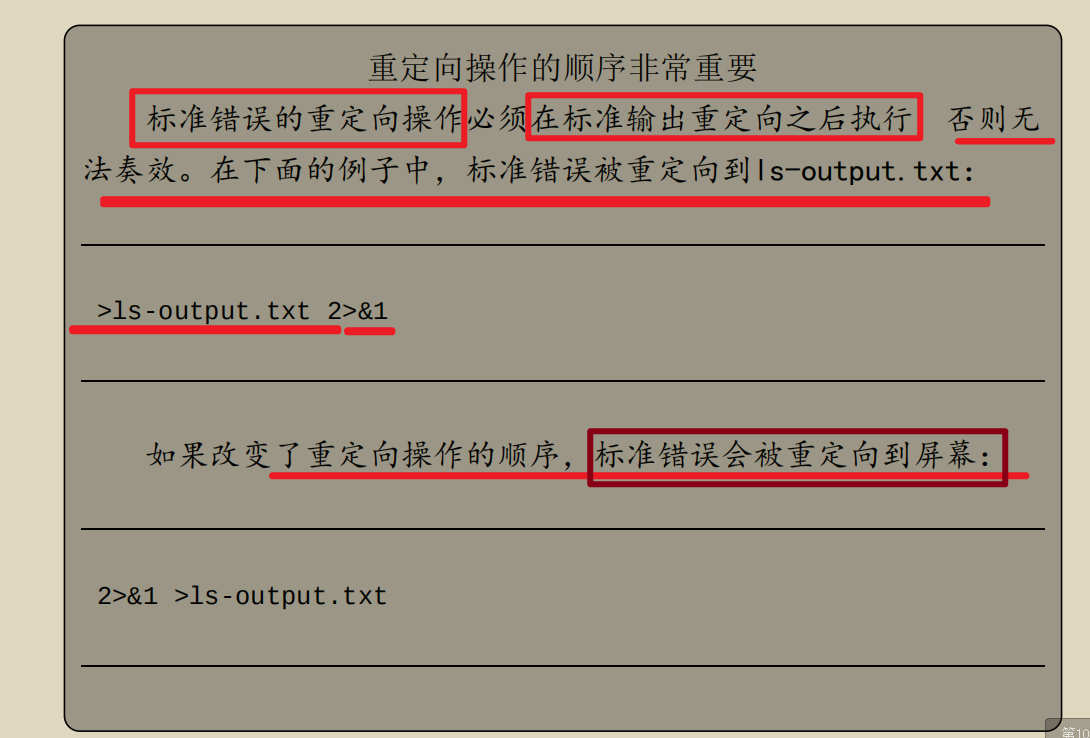 重定向操作的顺序非常重要
标准错误的重定向操作必须在标准输出重定向之后执行 否则无
法奏效。在下面的例子中，标准错误被重定向到ls-output.txt:
>ls-output.txt 2>&1
如果改变了重定向操作的顺序，标准错误会被重定向到屏幕：
2>&1 >ls-output.txt
第10